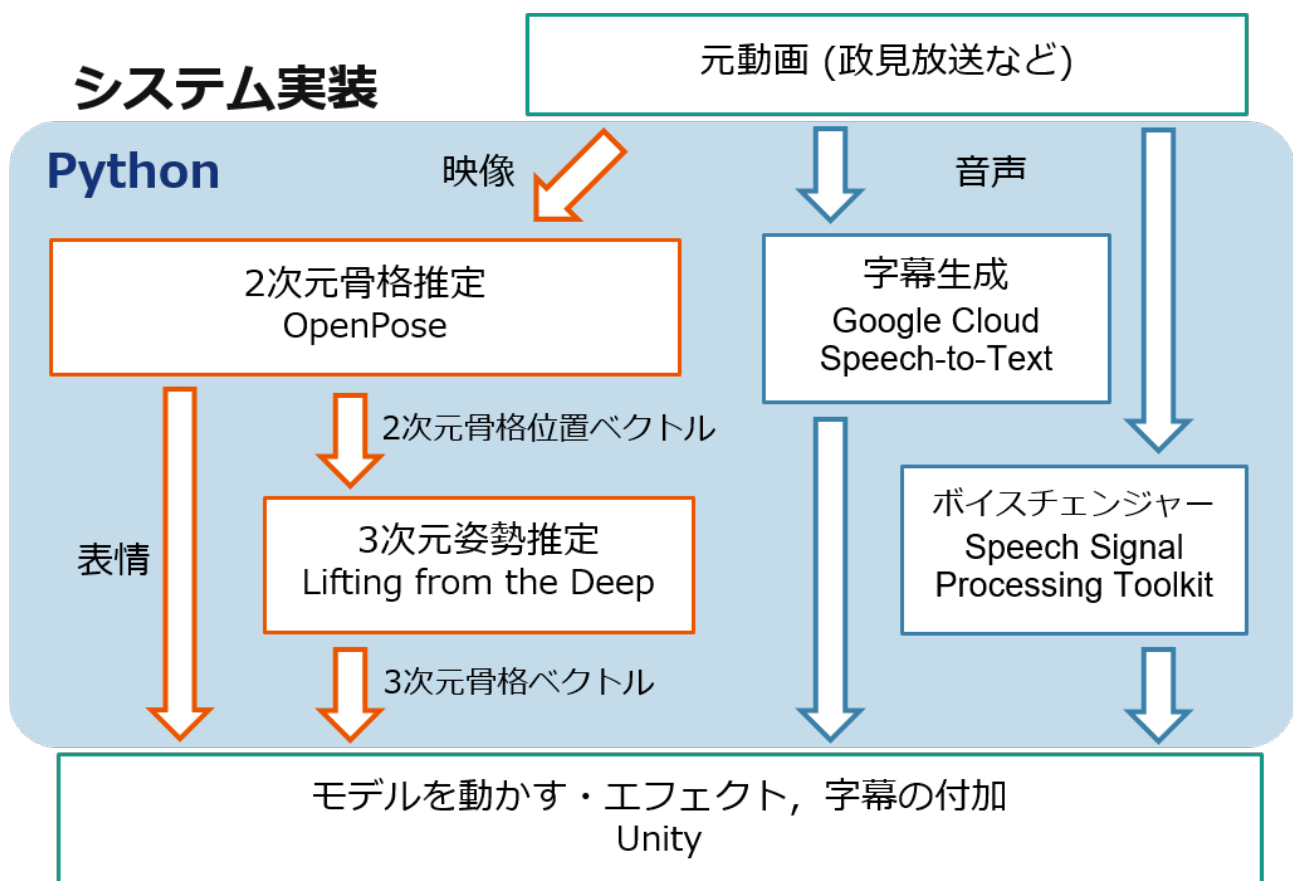 元動画 (政見放送など)
システム実装
Python
映像
音声
2次元骨格推定
OpenPose
字幕生成
Google Cloud
Speech-to-Text
2次元骨格位置ベクトル
表情
3次元姿勢推定
Lifting from the Deep
ボイスチェンジャー
Speech Signal
Processing Toolkit
3次元骨格ベクトル
モデルを動かす・エフェクト, 字幕の付加
Unity